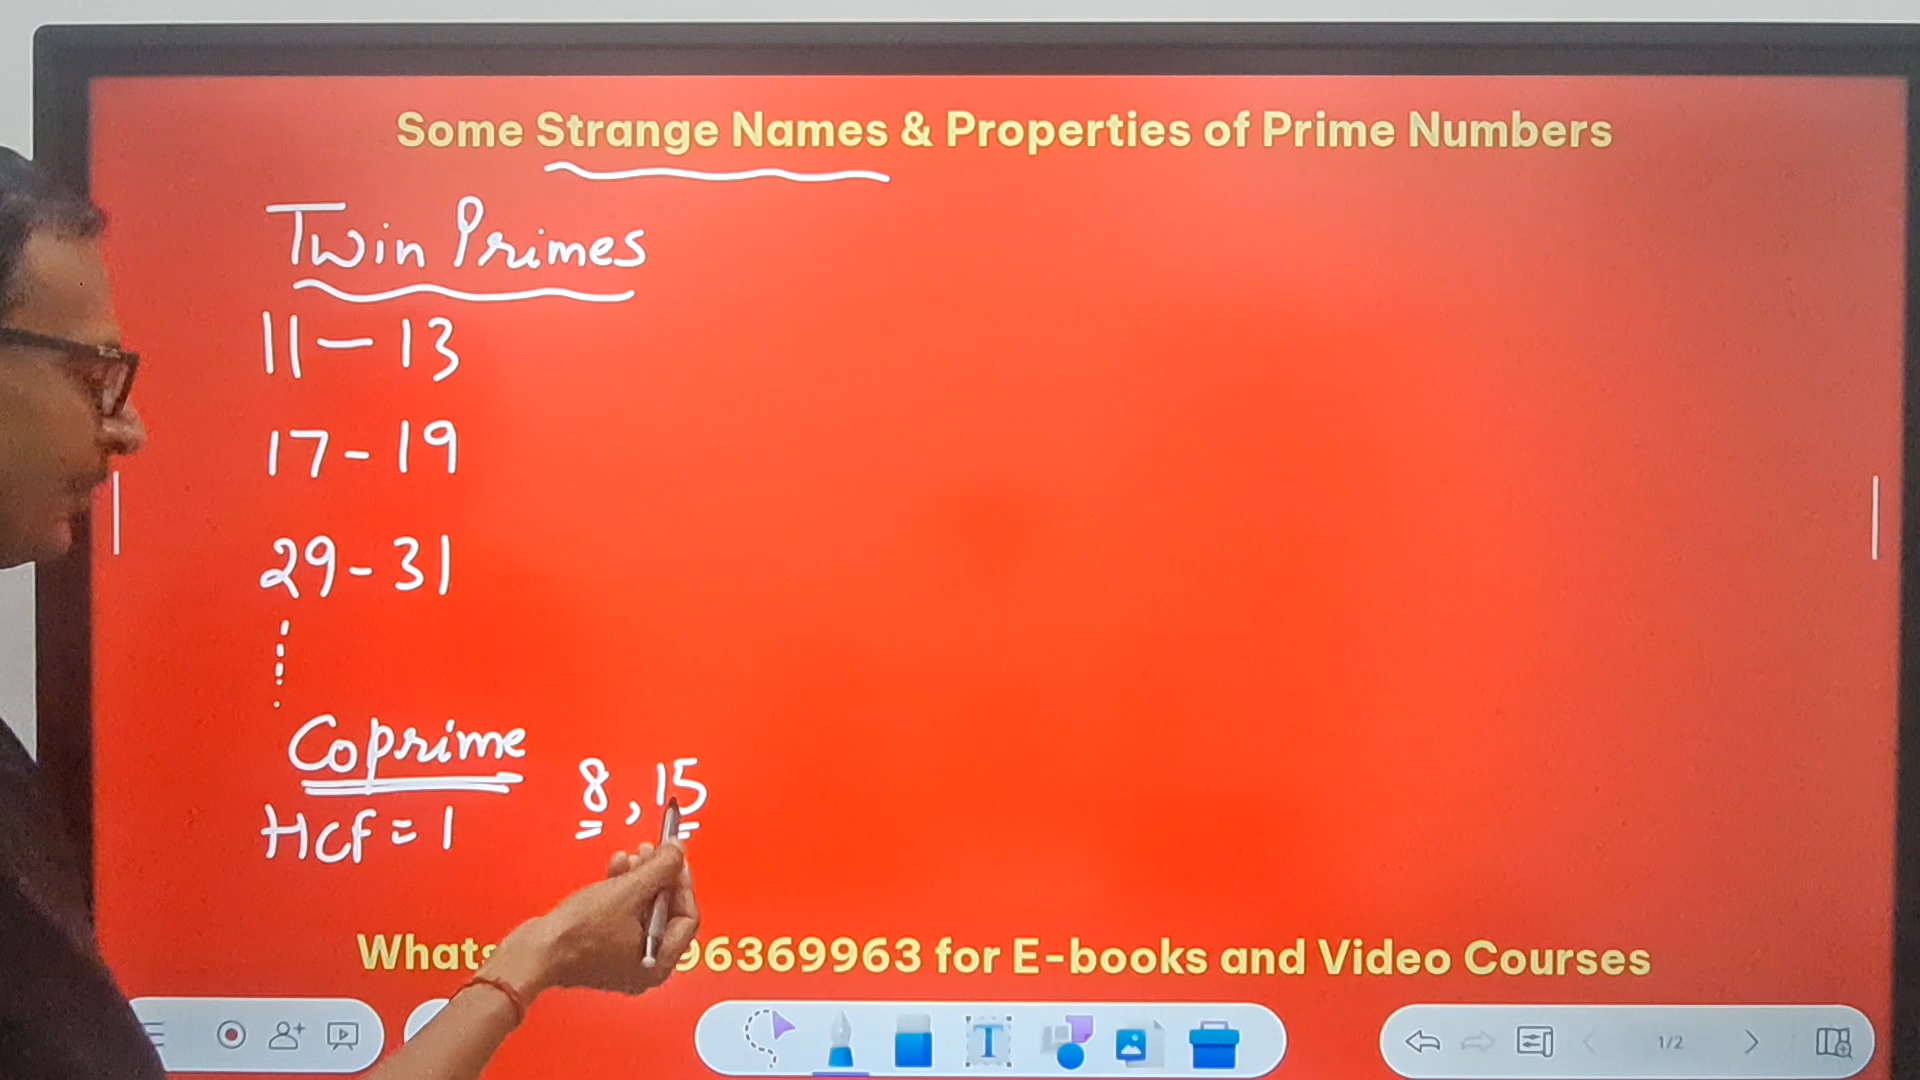 Some Strange Names & Properties of Prime Numbers
Twin Primes
11 - 13
17 - 19
29 - 31
Coprime
8, 15
HCF = 1
96369963 for E-books and Video Courses
1/2